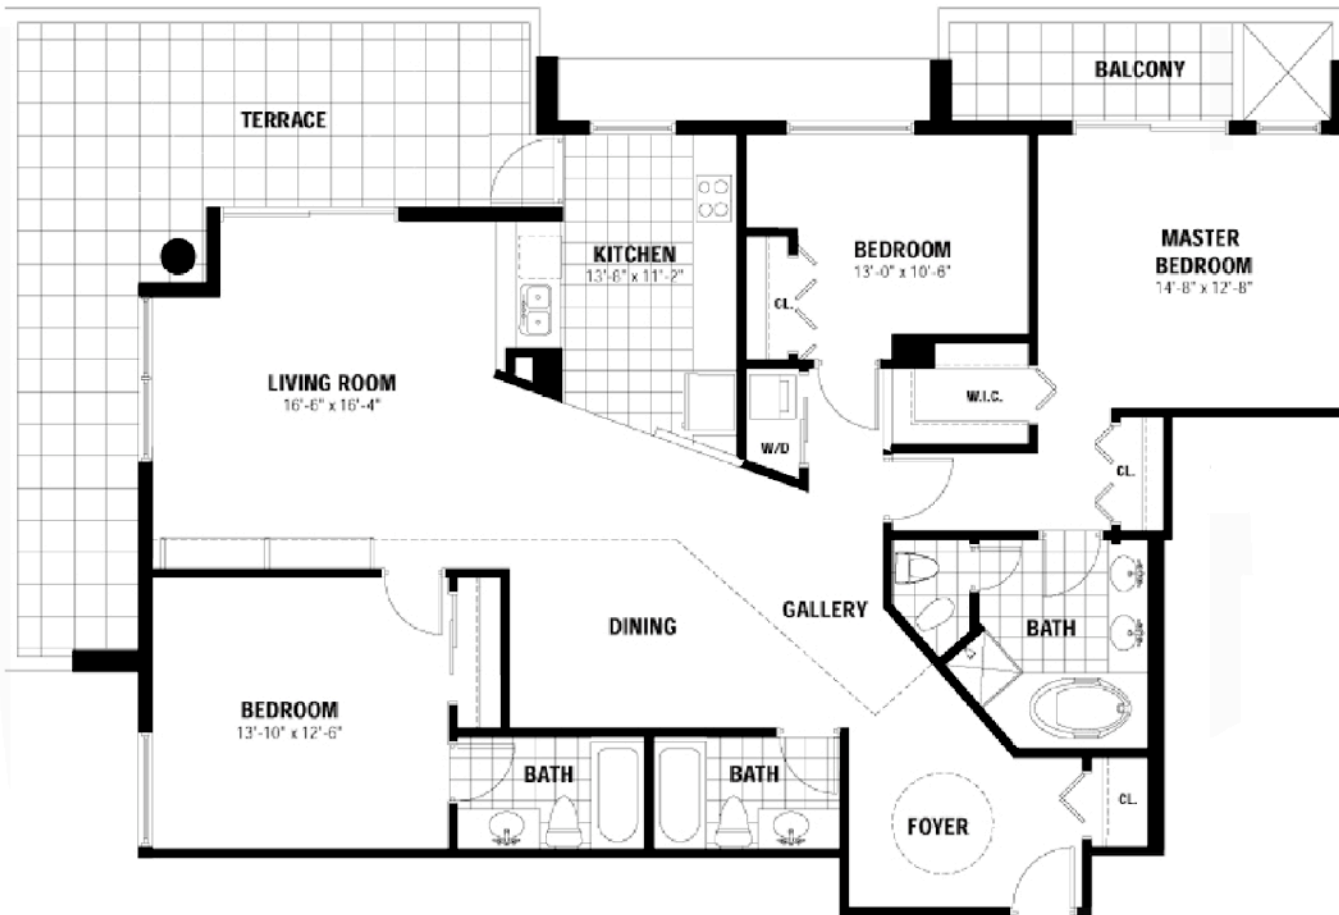 BALCONY
TERRACE
KITCHEN
13'-8" x 11'-2"
BEDROOM
13'-0" x 10'-6"
MASTER
BEDROOM
14'-8" x 12'-8"
CL.
LIVING ROOM
16'-6" x 16'-4"
W.I.C.
W/D
CL.
GALLERY
DINING
BATH
BEDROOM
13'-10" x 12'-6"
BATH
BATH
CL.
FOYER